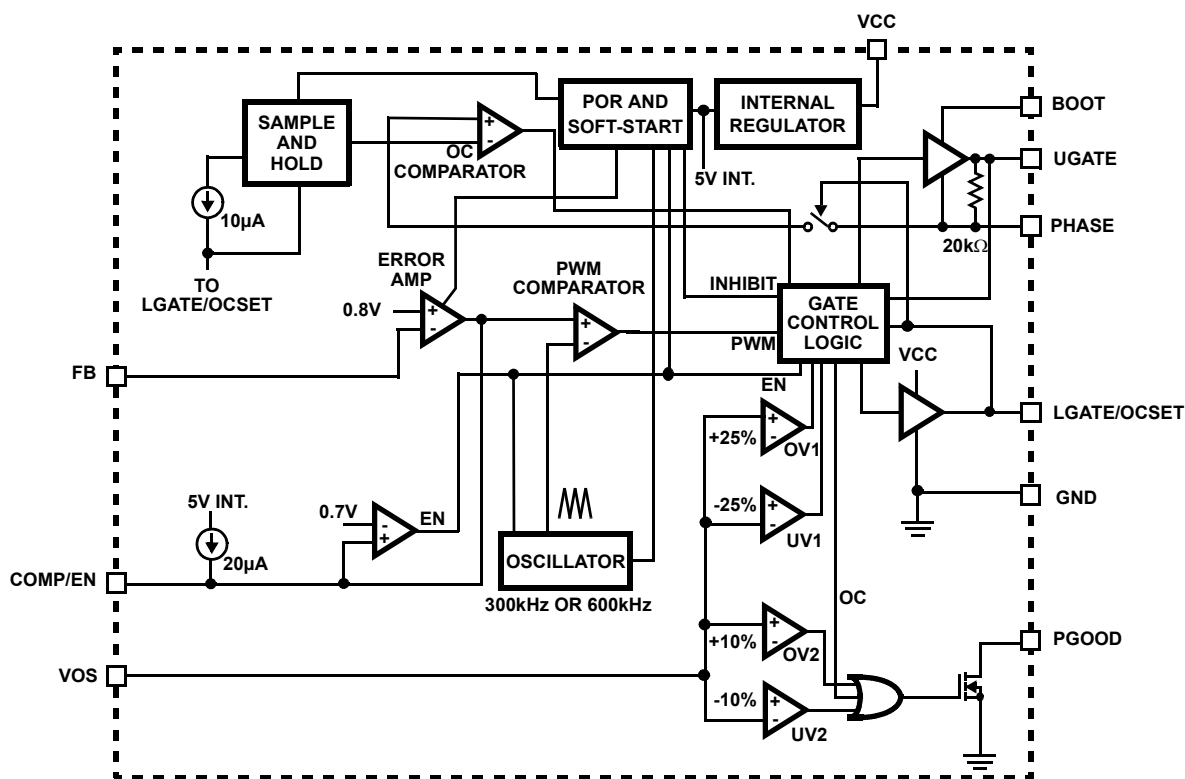 VCC
BOOT
UGATE
PHASE
20kΩ
POR AND
SOFT-START
INTERNAL
REGULATOR
5V INT.
SAMPLE
AND
HOLD
+
-
OC
COMPARATOR
10µA
TO
LGATE/OCSET
ERROR
AMP
0.8V
+
-
PWM
COMPARATOR
+
-
INHIBIT
PWM
EN
GATE
CONTROL
LOGIC
VCC
FB
LGATE/OCSET
GND
+
-
+25%
OV1
+
-
-25%
UV1
5V INT.
20µA
0.7V
-
+
EN
COMP/EN
OSCILLATOR
300kHz OR 600kHz
OC
+
-
+10%
OV2
+
-
-10%
UV2
PGOOD
VOS